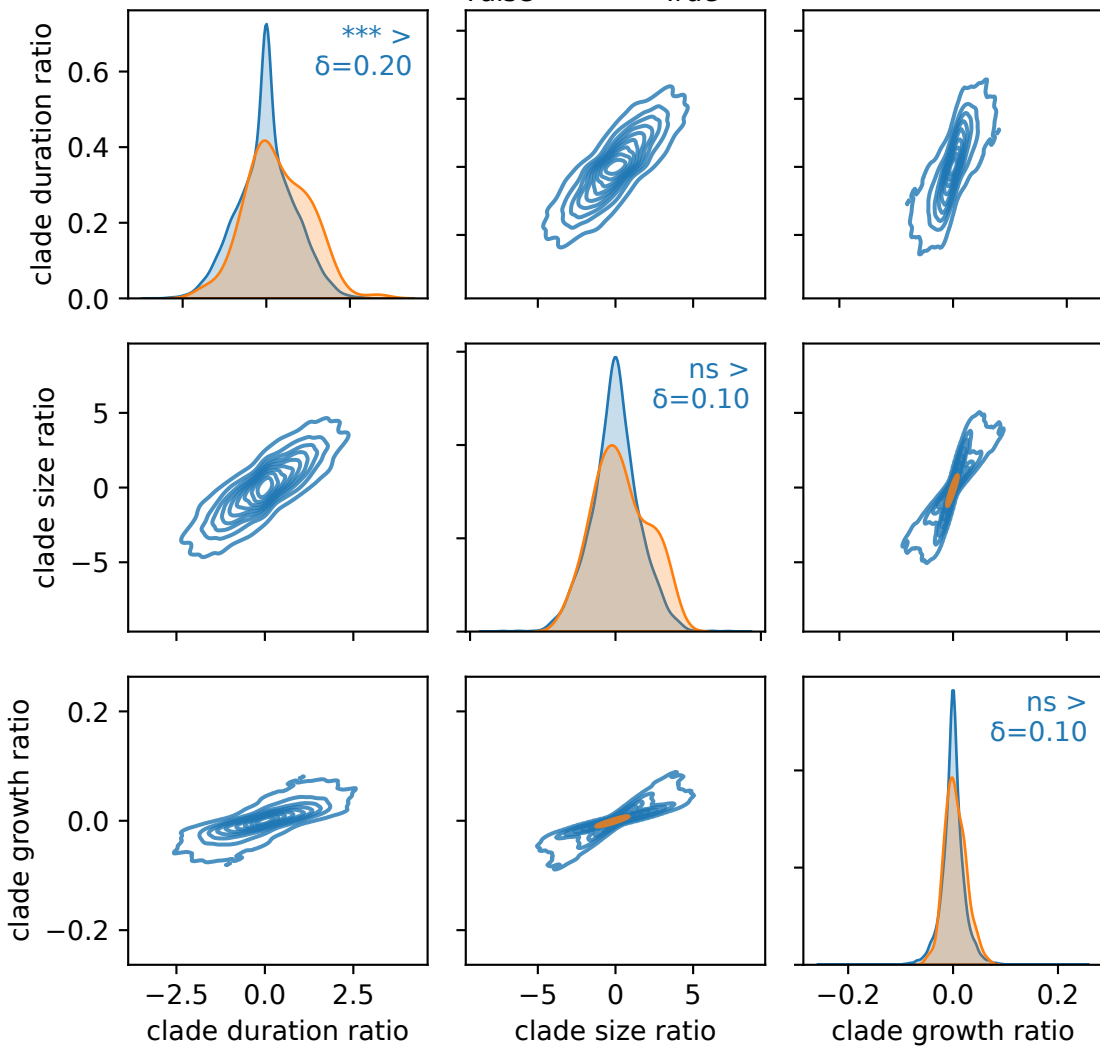 clade duration ratio
0.6
0.4
0.2
0.0
*** >
δ=0.20
clade size ratio
5
0
−5
ns >
δ=0.10
clade growth ratio
0.2
0.0
−0.2
ns >
δ=0.10
−2.5 0.0 2.5
−5 0 5
−0.2 0.0 0.2
clade duration ratio
clade size ratio
clade growth ratio